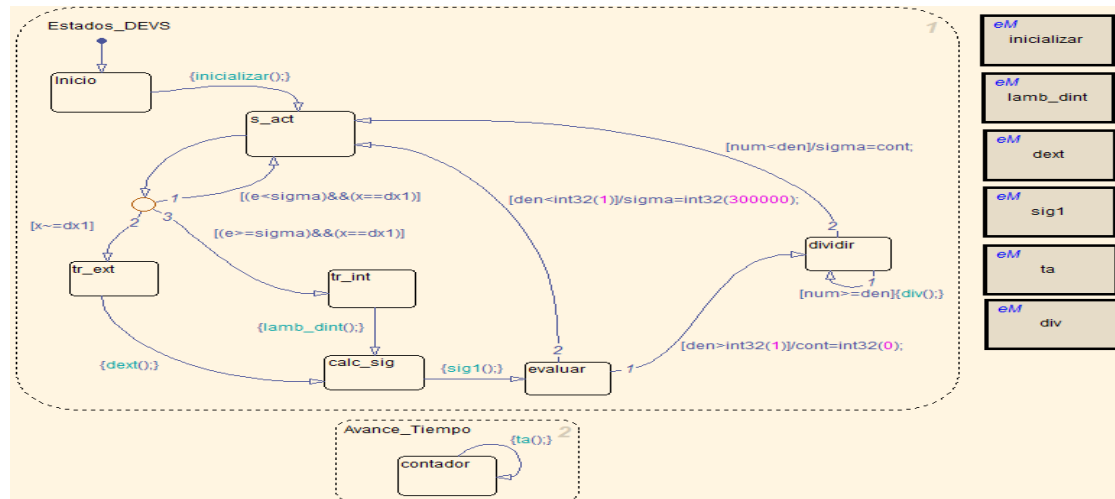 Estados_DEVS
1
Inicio
{inicializar();}
s_act
[num<den]/sigma=cont;
1
[(e<sigma)&&(x==dx1)]
2
3
[x~=dx1]
[(e>=sigma)&&(x==dx1)]
[den<int32(1)]/sigma=int32(300000);
tr_ext
tr_int
2
dividir
1
[num>=den]{div();}
{lamb_dint();}
{dext();}
calc_sig
{sig1();}
2
evaluar
1
[den>int32(1)]/cont=int32(0);
Avance_Tiempo
2
{ta();}
contador
eM
inicializar
eM
lamb_dint
eM
dext
eM
sig1
eM
ta
eM
div